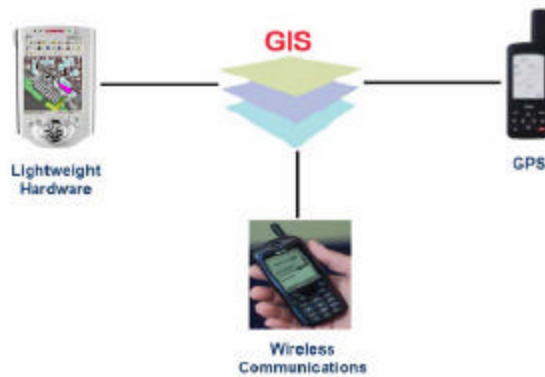 GIS
Lightweight
Hardware
GPS
Wireless
Communications